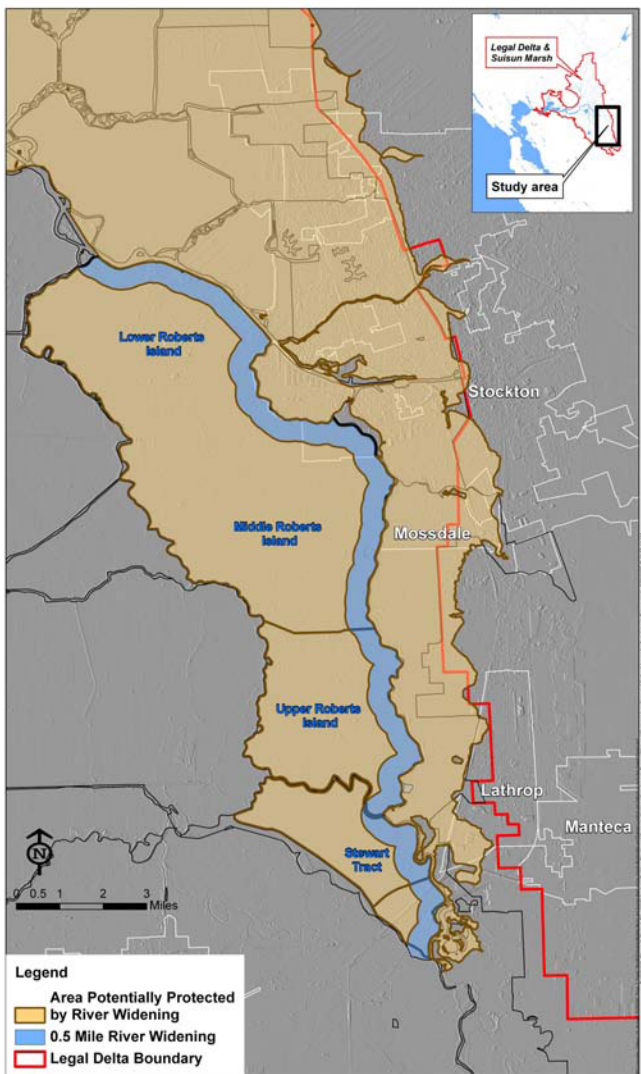 Legal Delta &
Suisun Marsh
Study area
Lower Roberts
Island
Stockton
Middle Roberts
Island
Mossdale
Upper Roberts
Island
Lathrop
Manteca
Stewart
Tract
N
0 0.5 1 2 3
Miles
Legend
Area Potentially Protected
by River Widening
0.5 Mile River Widening
Legal Delta Boundary